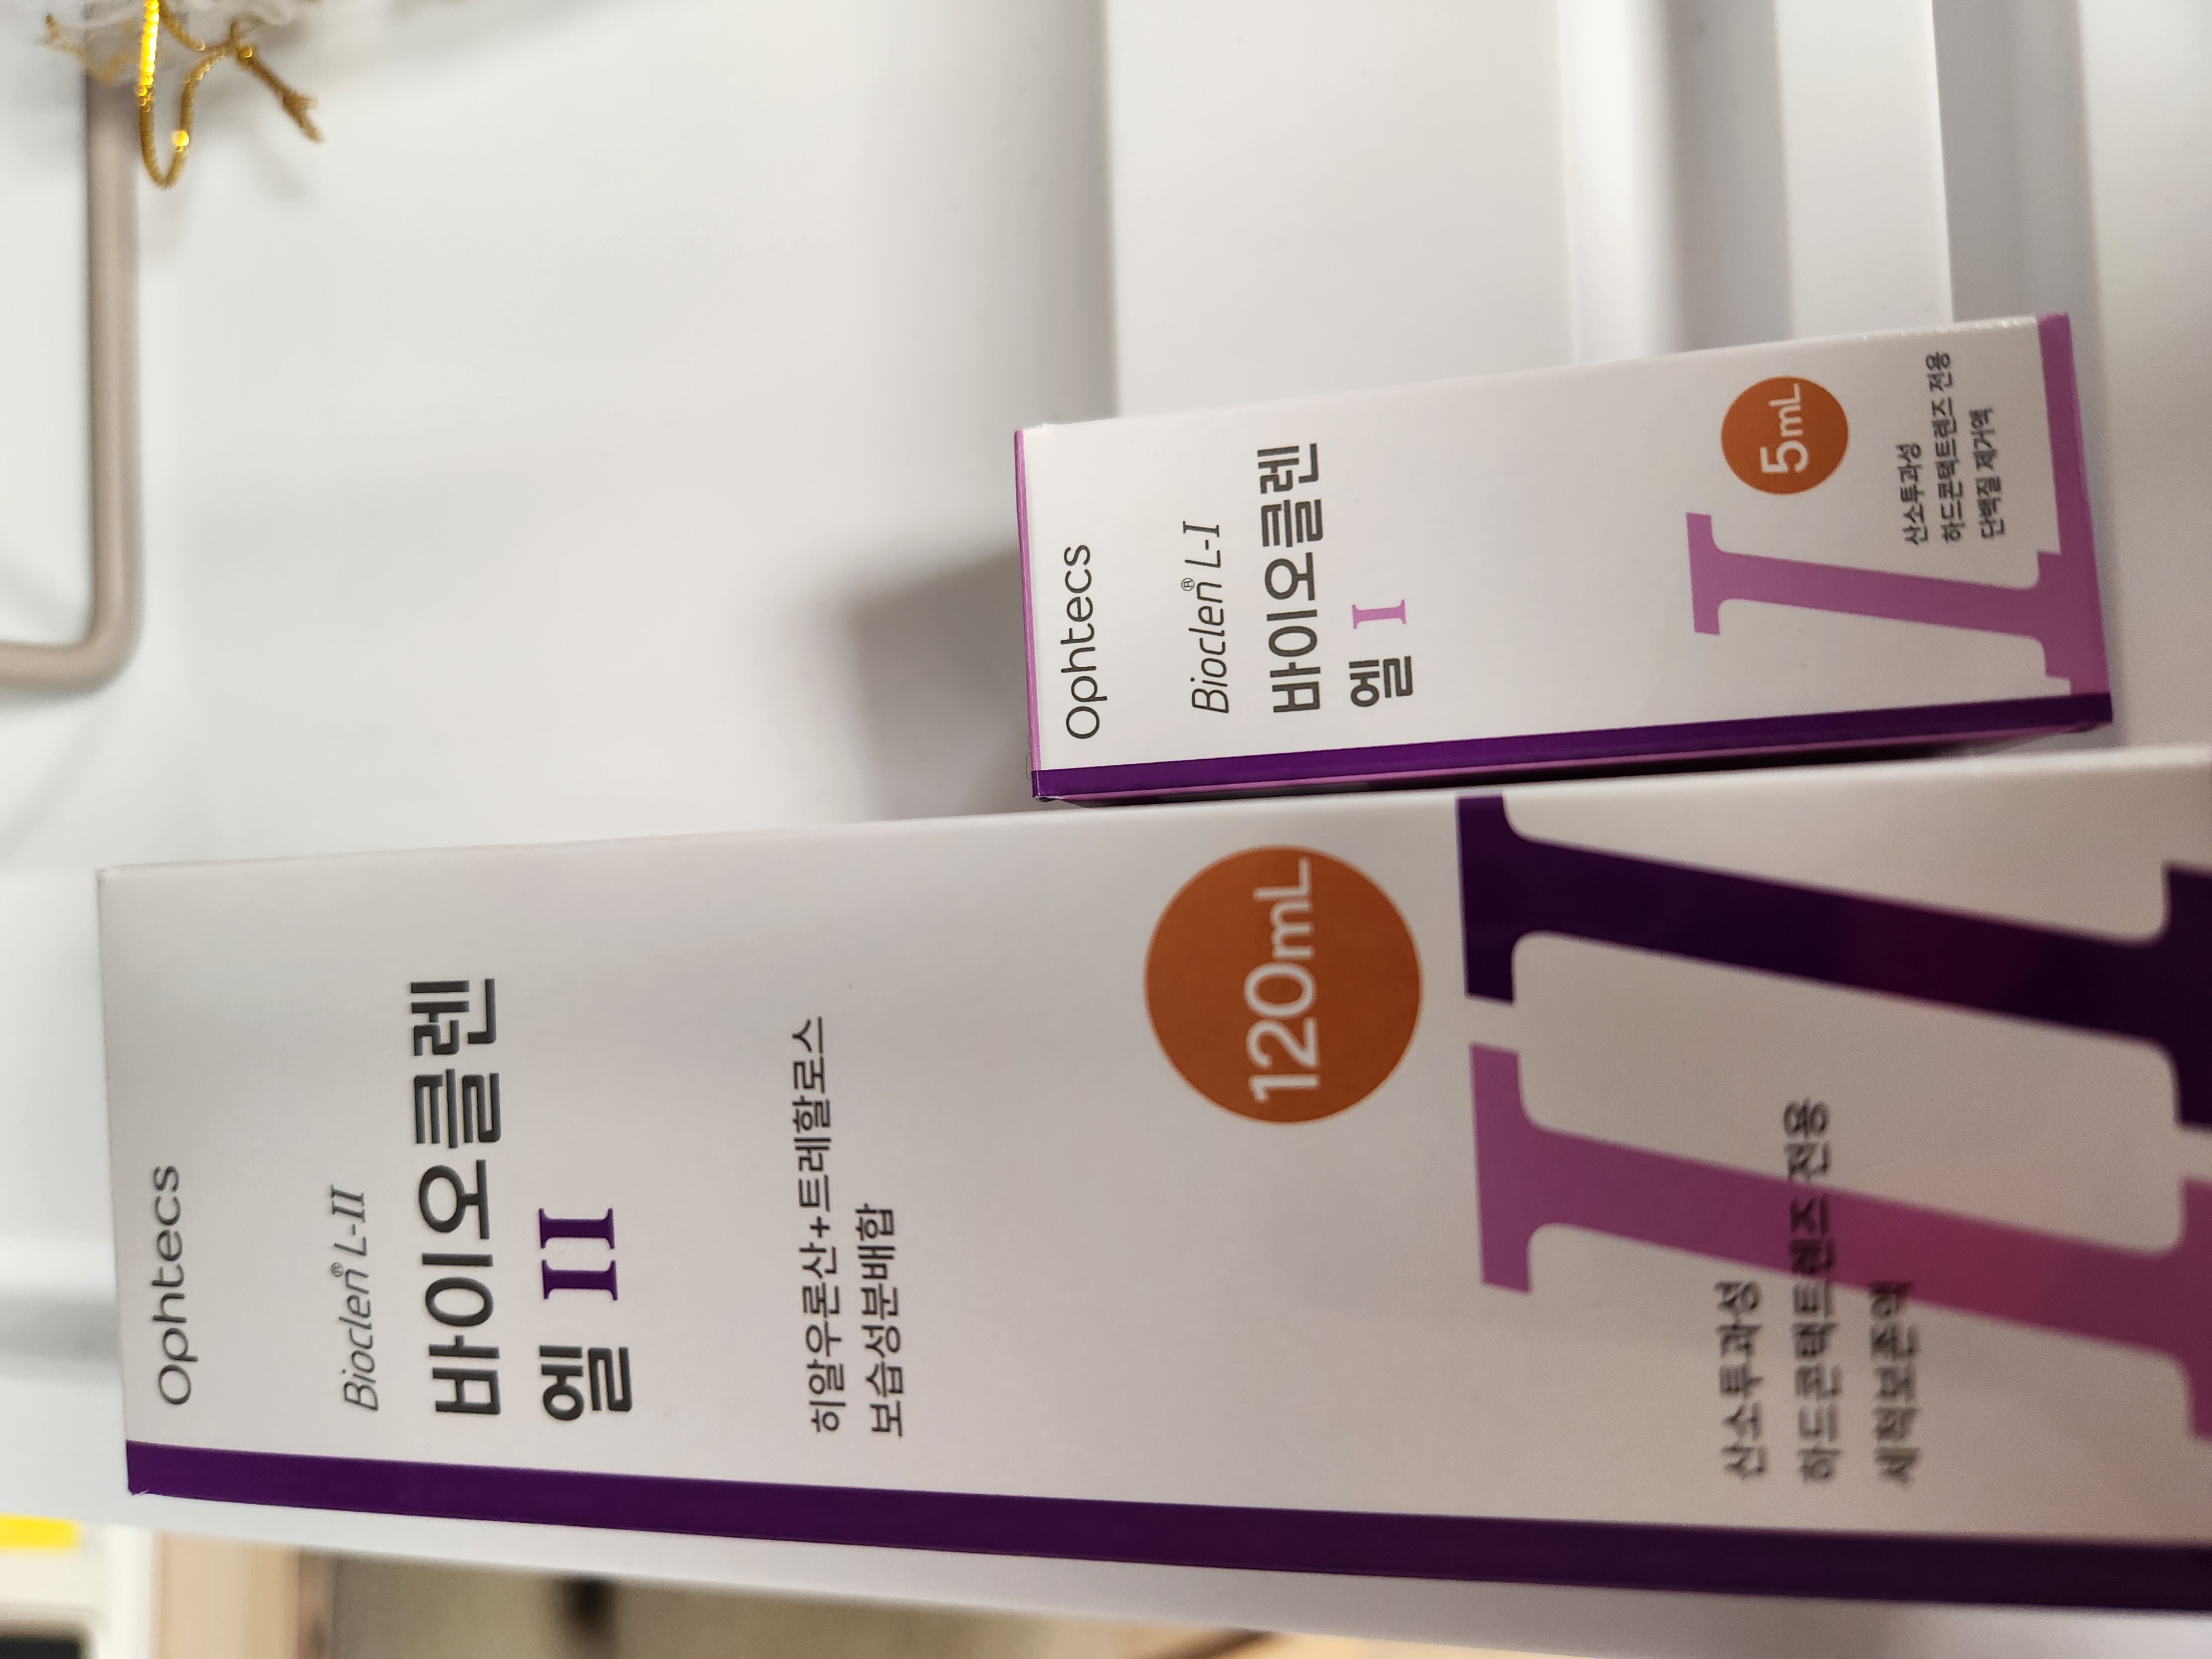 Ophtecs
Bioclen® L-II
바이오클렌
엘 II
히알우론산+트레할로스
보습성분배합
120mL
산소투과성
하드콘택트렌즈 전용
세척보존액
Ophtecs
Bioclen® L-I
바이오클렌
엘 I
5mL
I
산소투과성
하드콘택트렌즈 전용
단백질 제거액